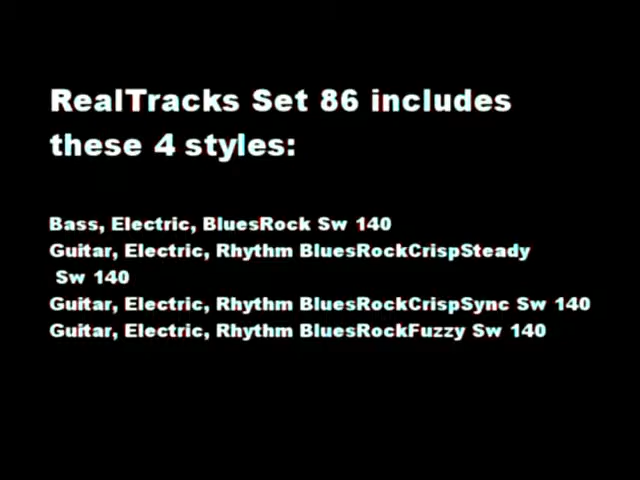 RealTracks Set 86 includes
these 4 styles:
Bass, Electric, BluesRock Sw 140
Guitar, Electric, Rhythm BluesRockCrispSteady
Sw 140
Guitar, Electric, Rhythm BluesRockCrispSync Sw 140
Guitar, Electric, Rhythm BluesRockFuzzy Sw 140